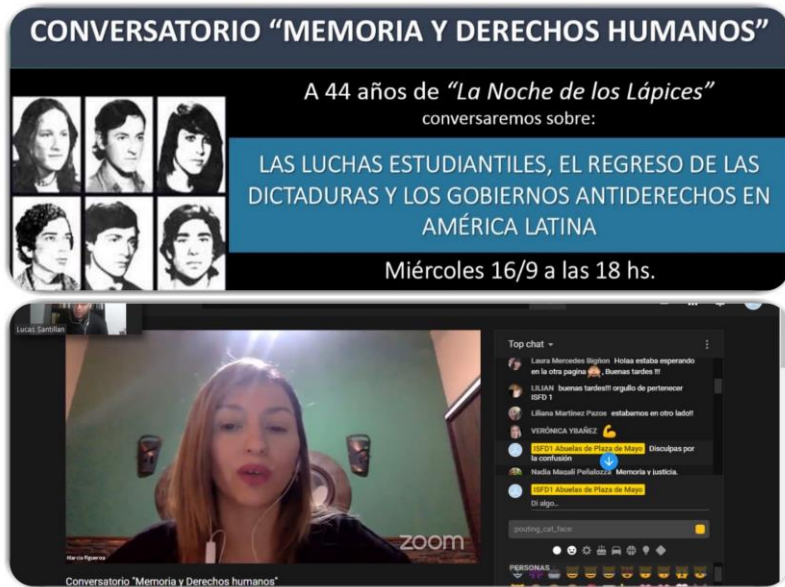 CONVERSATORIO "MEMORIA Y DERECHOS HUMANOS"
A 44 años de "La Noche de los Lápices"
conversaremos sobre:
LAS LUCHAS ESTUDIANTILES, EL REGRESO DE LAS
DICTADURAS Y LOS GOBIERNOS ANTIDERECHOS EN
AMÉRICA LATINA
Miércoles 16/9 a las 18 hs.
Lucas Santillan
Top chat
Laura Mercedes Bigñon Holaa estaba esperando
en la otra pagina , Buenas tardes !!!
LILIAN buenas tardes!!! orgullo de pertenecer
ISFD 1
Liliana Martínez Pazos estabamos en otro lado!!
VERÓNICA YBAÑEZ
ISFD1 Abuelas de Plaza de Mayo Disculpas por
la confusión
Nadia Magalí Peñalozza Memoria y justicia.
ISFD1 Abuelas de Plaza de Mayo
Di algo...
pouting_cat_face
PERSONAS
zoom
Marcia figueroa
Conversatorio "Memoria y Derechos humanos"